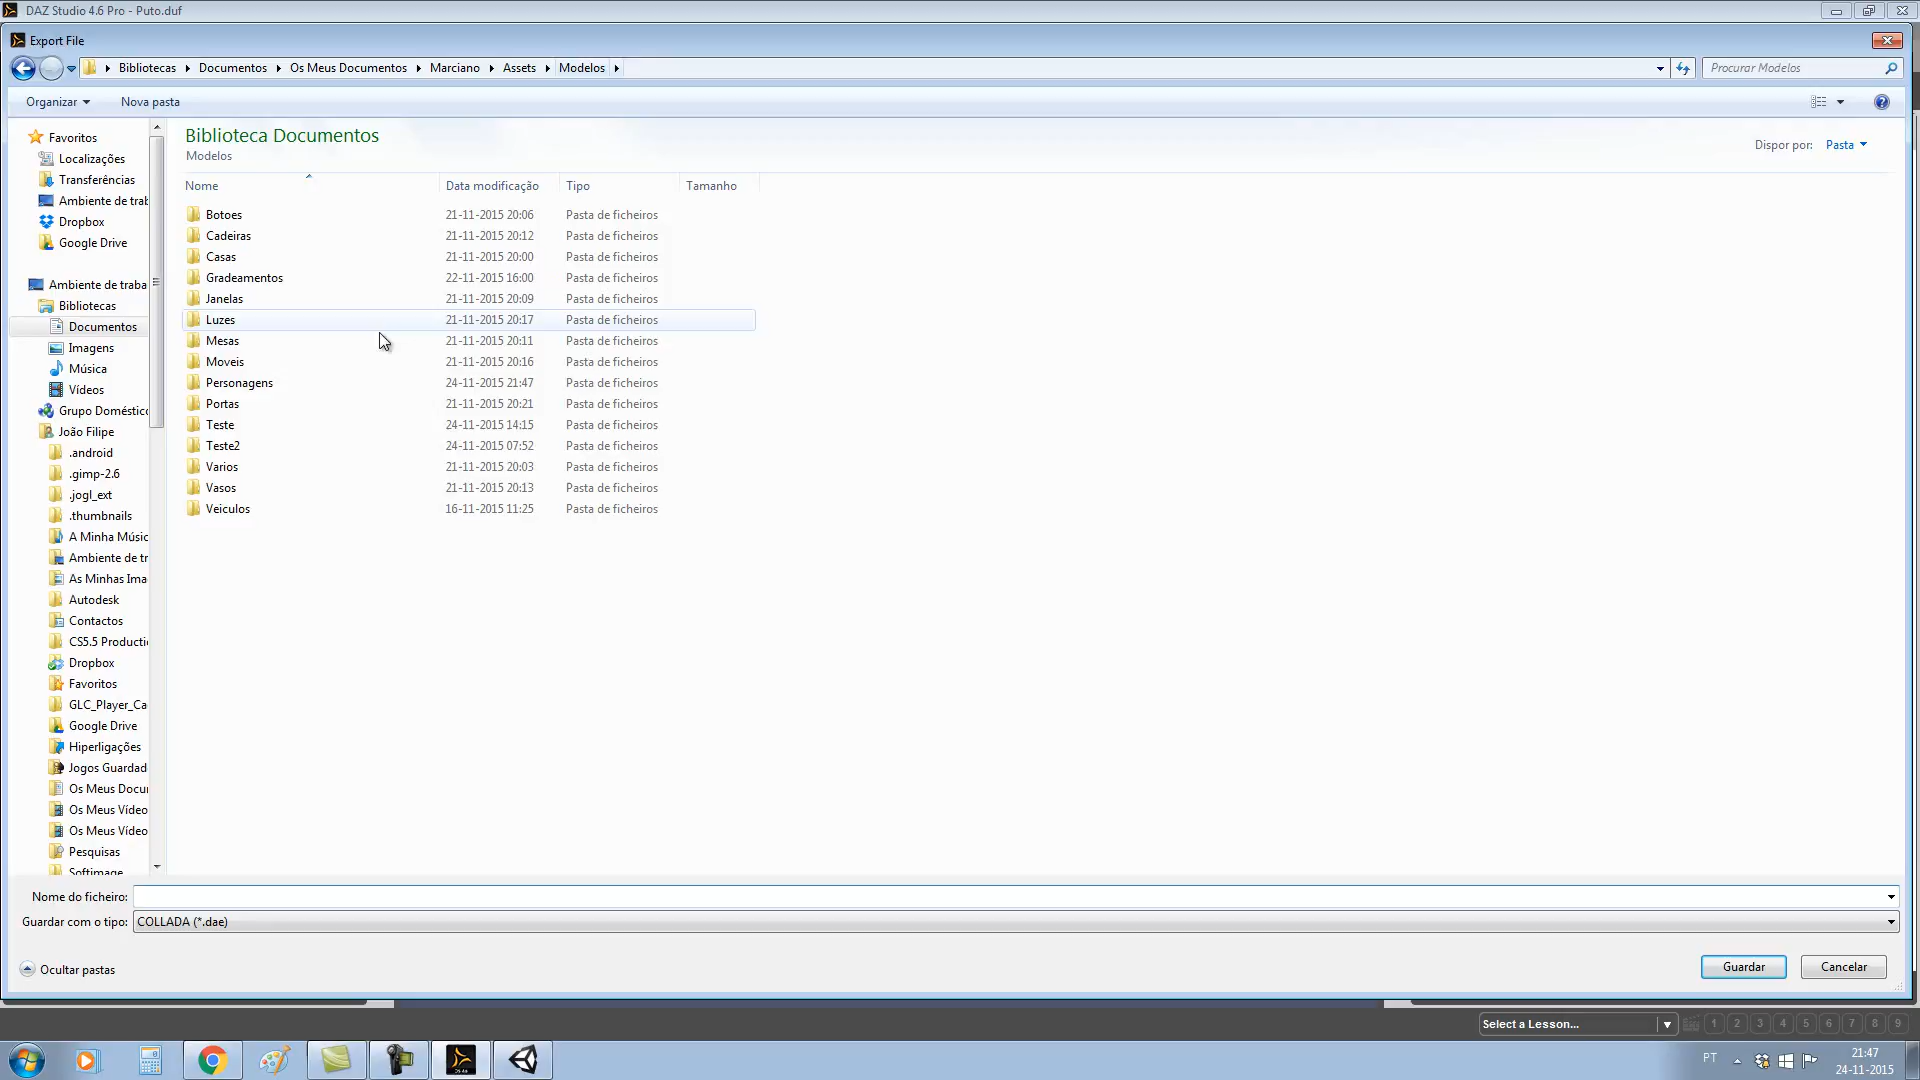 DAZ Studio 4.6 Pro - Puto.duf
Export File
Bibliotecas Documentos Os Meus Documentos Marciano Assets Modelos
Procurar Modelos
Organizar Nova pasta
Biblioteca Documentos
Modelos
Dispor por: Pasta
Nome Data modificação Tipo Tamanho
Botoes 21-11-2015 20:06 Pasta de ficheiros
Cadeiras 21-11-2015 20:12 Pasta de ficheiros
Casas 21-11-2015 20:00 Pasta de ficheiros
Gradeamentos 22-11-2015 16:00 Pasta de ficheiros
Janelas 21-11-2015 20:09 Pasta de ficheiros
Luzes 21-11-2015 20:17 Pasta de ficheiros
Mesas 21-11-2015 20:11 Pasta de ficheiros
Moveis 21-11-2015 20:16 Pasta de ficheiros
Personagens 24-11-2015 21:47 Pasta de ficheiros
Portas 21-11-2015 20:21 Pasta de ficheiros
Teste 24-11-2015 14:15 Pasta de ficheiros
Teste2 24-11-2015 07:52 Pasta de ficheiros
Varios 21-11-2015 20:03 Pasta de ficheiros
Vasos 21-11-2015 20:13 Pasta de ficheiros
Veiculos 16-11-2015 11:25 Pasta de ficheiros
Favoritos
Localizações
Transferências
Ambiente de trab
Dropbox
Google Drive
Ambiente de traba
Bibliotecas
Documentos
Imagens
Música
Vídeos
Grupo Doméstico
João Filipe
.android
.gimp-2.6
.jogl_ext
.thumbnails
A Minha Músic
Ambiente de tr
As Minhas Ima
Autodesk
Contactos
CS5.5 Producti
Dropbox
Favoritos
GLC_Player_Ca
Google Drive
Hiperligações
Jogos Guardad
Os Meus Docu
Os Meus Vídeo
Os Meus Vídeo
Pesquisas
Softimage
Nome do ficheiro:
Guardar com o tipo: COLLADA (*.dae)
Ocultar pastas
Guardar Cancelar
Select a Lesson... 1 2 3 4 5 6 7 8 9
PT
21:47
24-11-2015